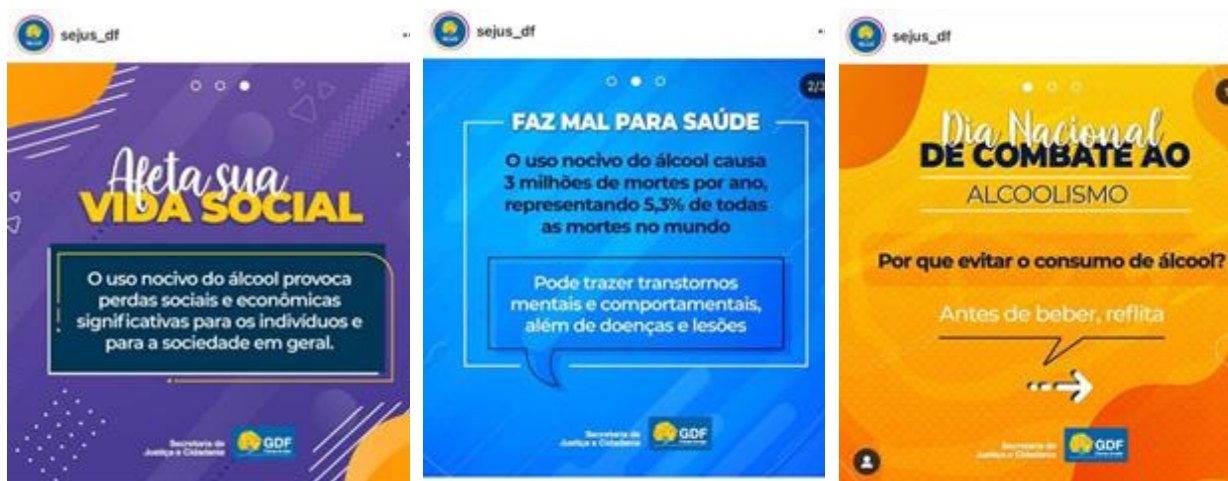 sejus_df
Afeta sua
VIDA SOCIAL
O uso nocivo do álcool provoca
perdas sociais e econômicas
significativas para os indivíduos e
para a sociedade em geral.
Secretaria de
Justiça e Cidadania
GDF
sejus_df
2/3
FAZ MAL PARA SAÚDE
O uso nocivo do álcool causa
3 milhões de mortes por ano,
representando 5,3% de todas
as mortes no mundo
Pode trazer transtornos
mentais e comportamentais,
além de doenças e lesões
Secretaria de
Justiça e Cidadania
GDF
sejus_df
Dia Nacional
DE COMBATE AO
ALCOOLISMO
Por que evitar o consumo de álcool?
Antes de beber, reflita
Secretaria de
Justiça e Cidadania
GDF